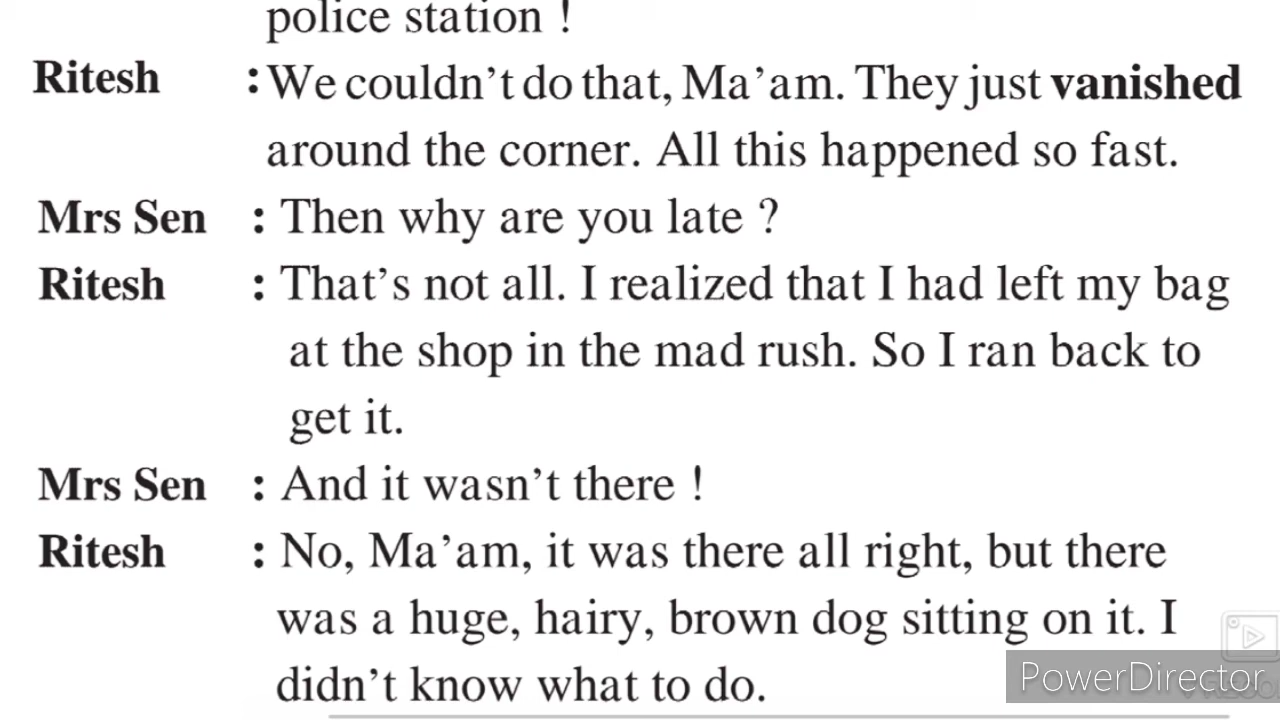 police station !
Ritesh : We couldn't do that, Ma'am. They just vanished
around the corner. All this happened so fast.
Mrs Sen : Then why are you late ?
Ritesh : That's not all. I realized that I had left my bag
at the shop in the mad rush. So I ran back to
get it.
Mrs Sen : And it wasn't there !
Ritesh : No, Ma'am, it was there all right, but there
was a huge, hairy, brown dog sitting on it. I
didn't know what to do.
PowerDirector